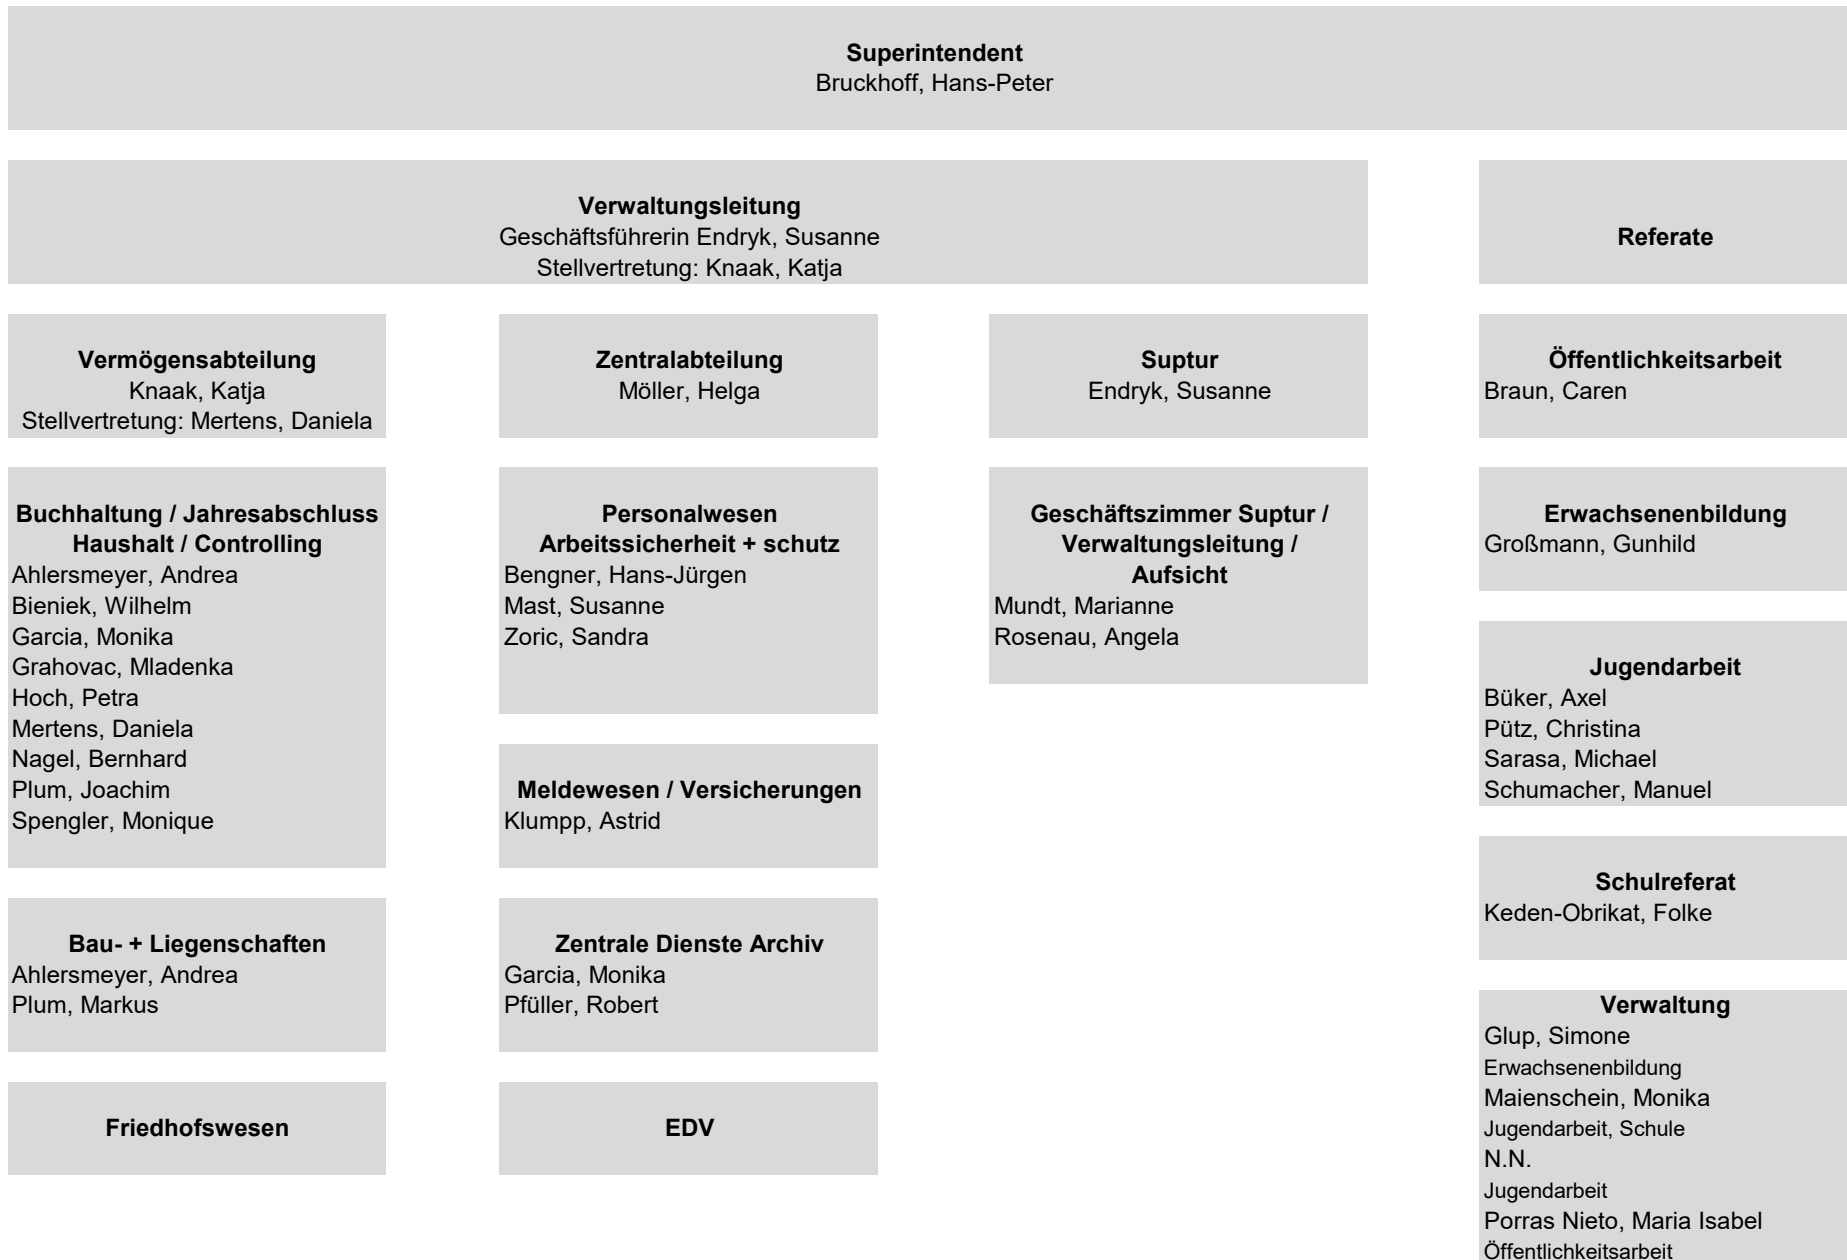 Superintendent
Bruckhoff, Hans-Peter
Verwaltungsleitung
Geschäftsführerin Endryk, Susanne
Stellvertretung: Knaak, Katja
Referate
Vermögensabteilung
Knaak, Katja
Stellvertretung: Mertens, Daniela
Zentralabteilung
Möller, Helga
Suptur
Endryk, Susanne
Öffentlichkeitsarbeit
Braun, Caren
Buchhaltung / Jahresabschluss
Haushalt / Controlling
Ahlersmeyer, Andrea
Bieniek, Wilhelm
Garcia, Monika
Grahovac, Mladenka
Hoch, Petra
Mertens, Daniela
Nagel, Bernhard
Plum, Joachim
Spengler, Monique
Personalwesen
Arbeitssicherheit + schutz
Bengner, Hans-Jürgen
Mast, Susanne
Zoric, Sandra
Geschäftszimmer Suptur /
Verwaltungsleitung /
Aufsicht
Mundt, Marianne
Rosenau, Angela
Erwachsenenbildung
Großmann, Gunhild
Jugendarbeit
Büker, Axel
Pütz, Christina
Sarasa, Michael
Schumacher, Manuel
Meldewesen / Versicherungen
Klumpp, Astrid
Schulreferat
Keden-Obrikat, Folke
Bau- + Liegenschaften
Ahlersmeyer, Andrea
Plum, Markus
Zentrale Dienste Archiv
Garcia, Monika
Pfüller, Robert
Verwaltung
Glup, Simone
Erwachsenenbildung
Maienschein, Monika
Jugendarbeit, Schule
N.N.
Jugendarbeit
Porras Nieto, Maria Isabel
Öffentlichkeitsarbeit
Friedhofswesen
EDV